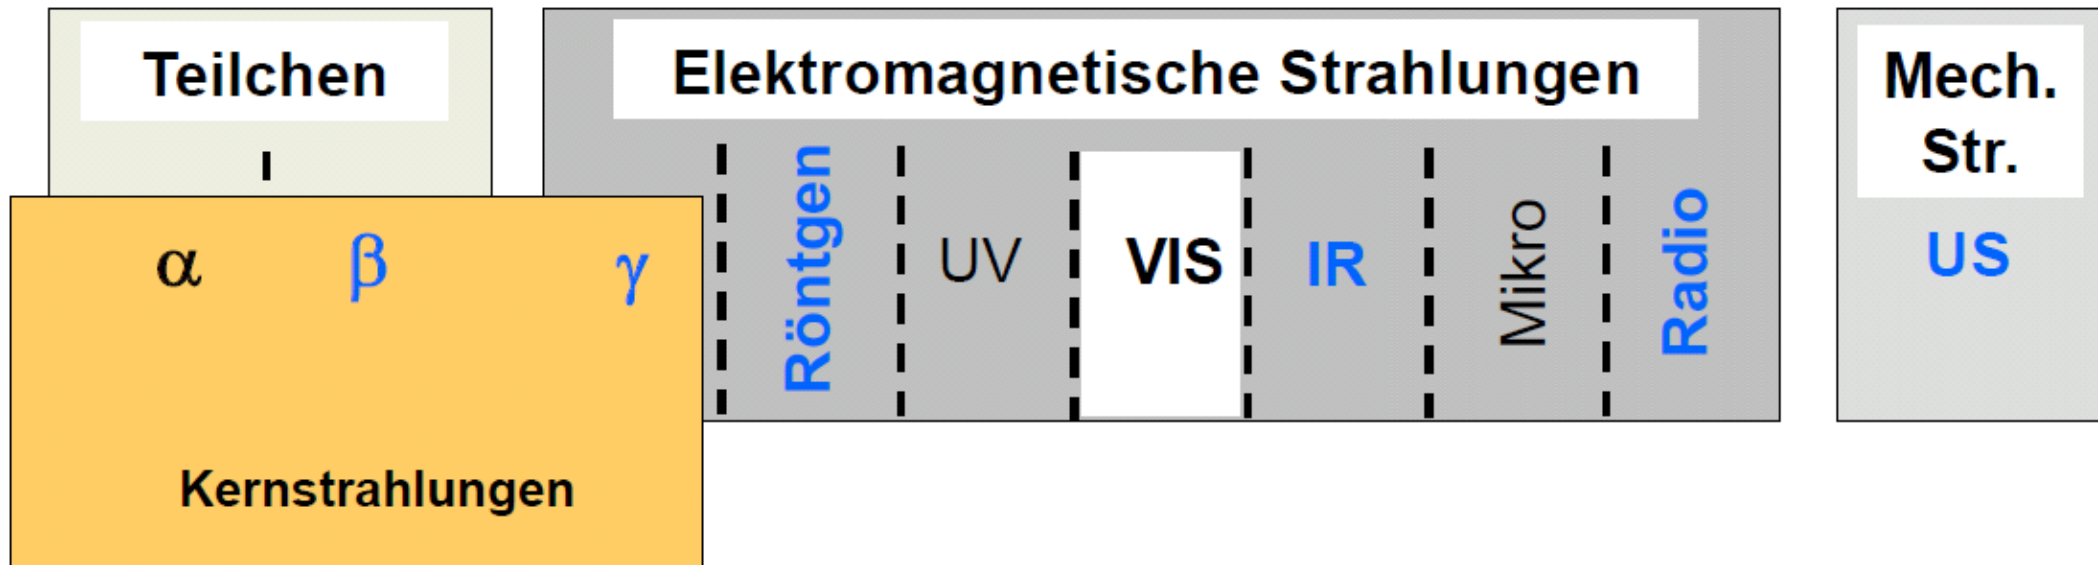 Teilchen
Elektromagnetische Strahlungen
Mech.
Str.
α
β
γ
Röntgen
UV
VIS
IR
Mikro
Radio
US
Kernstrahlungen